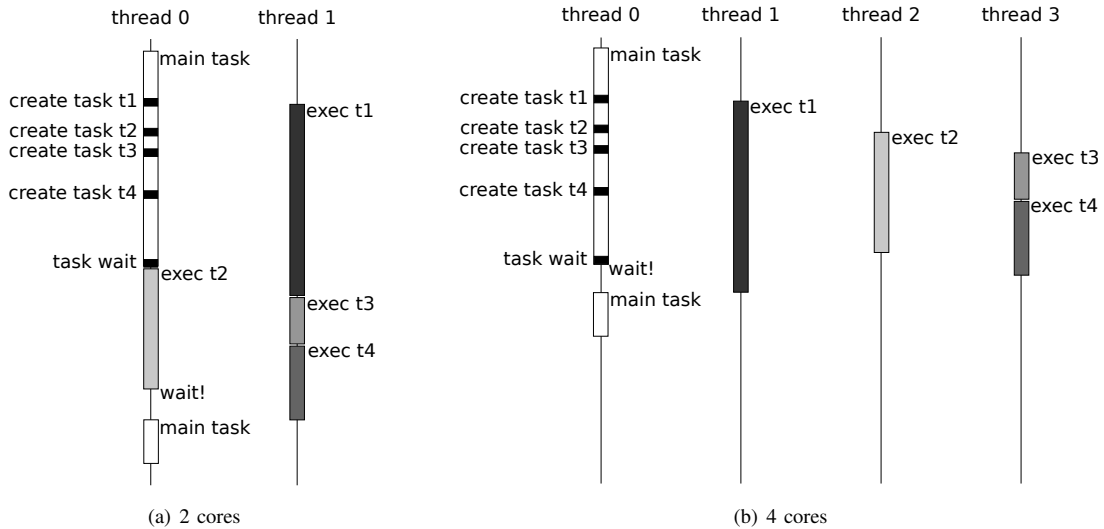 thread 0
thread 1
main task
create task t1
exec t1
create task t2
create task t3
create task t4
task wait
exec t2
exec t3
exec t4
wait!
main task
(a) 2 cores
thread 0
thread 1
thread 2
thread 3
main task
create task t1
exec t1
create task t2
exec t2
create task t3
exec t3
create task t4
exec t4
task wait
wait!
main task
(b) 4 cores